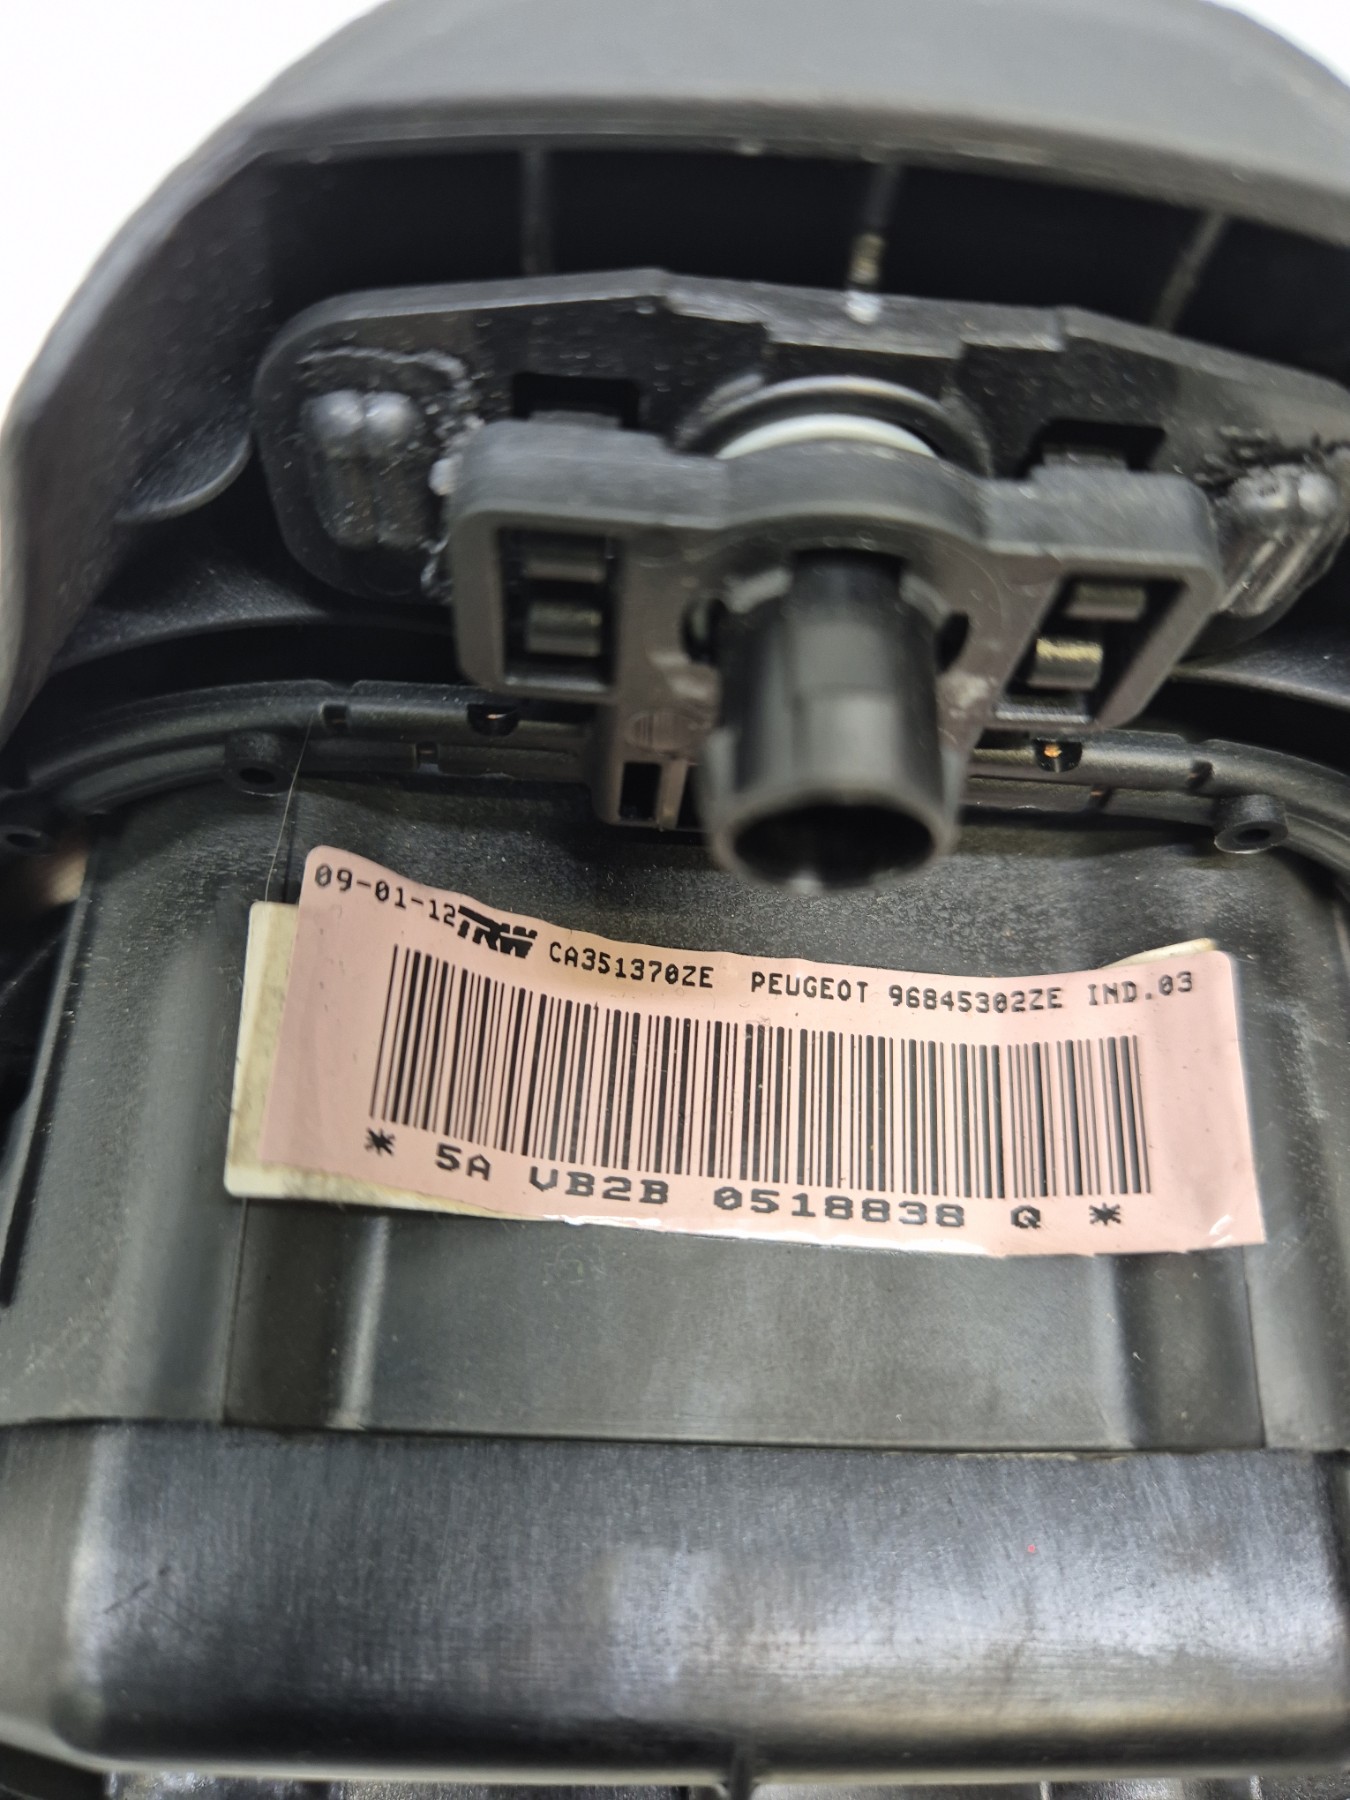 09-01-12 TRW CA351370ZE PEUGEOT 96845302ZE IND.03
* 5A VB2B 0518838 Q *